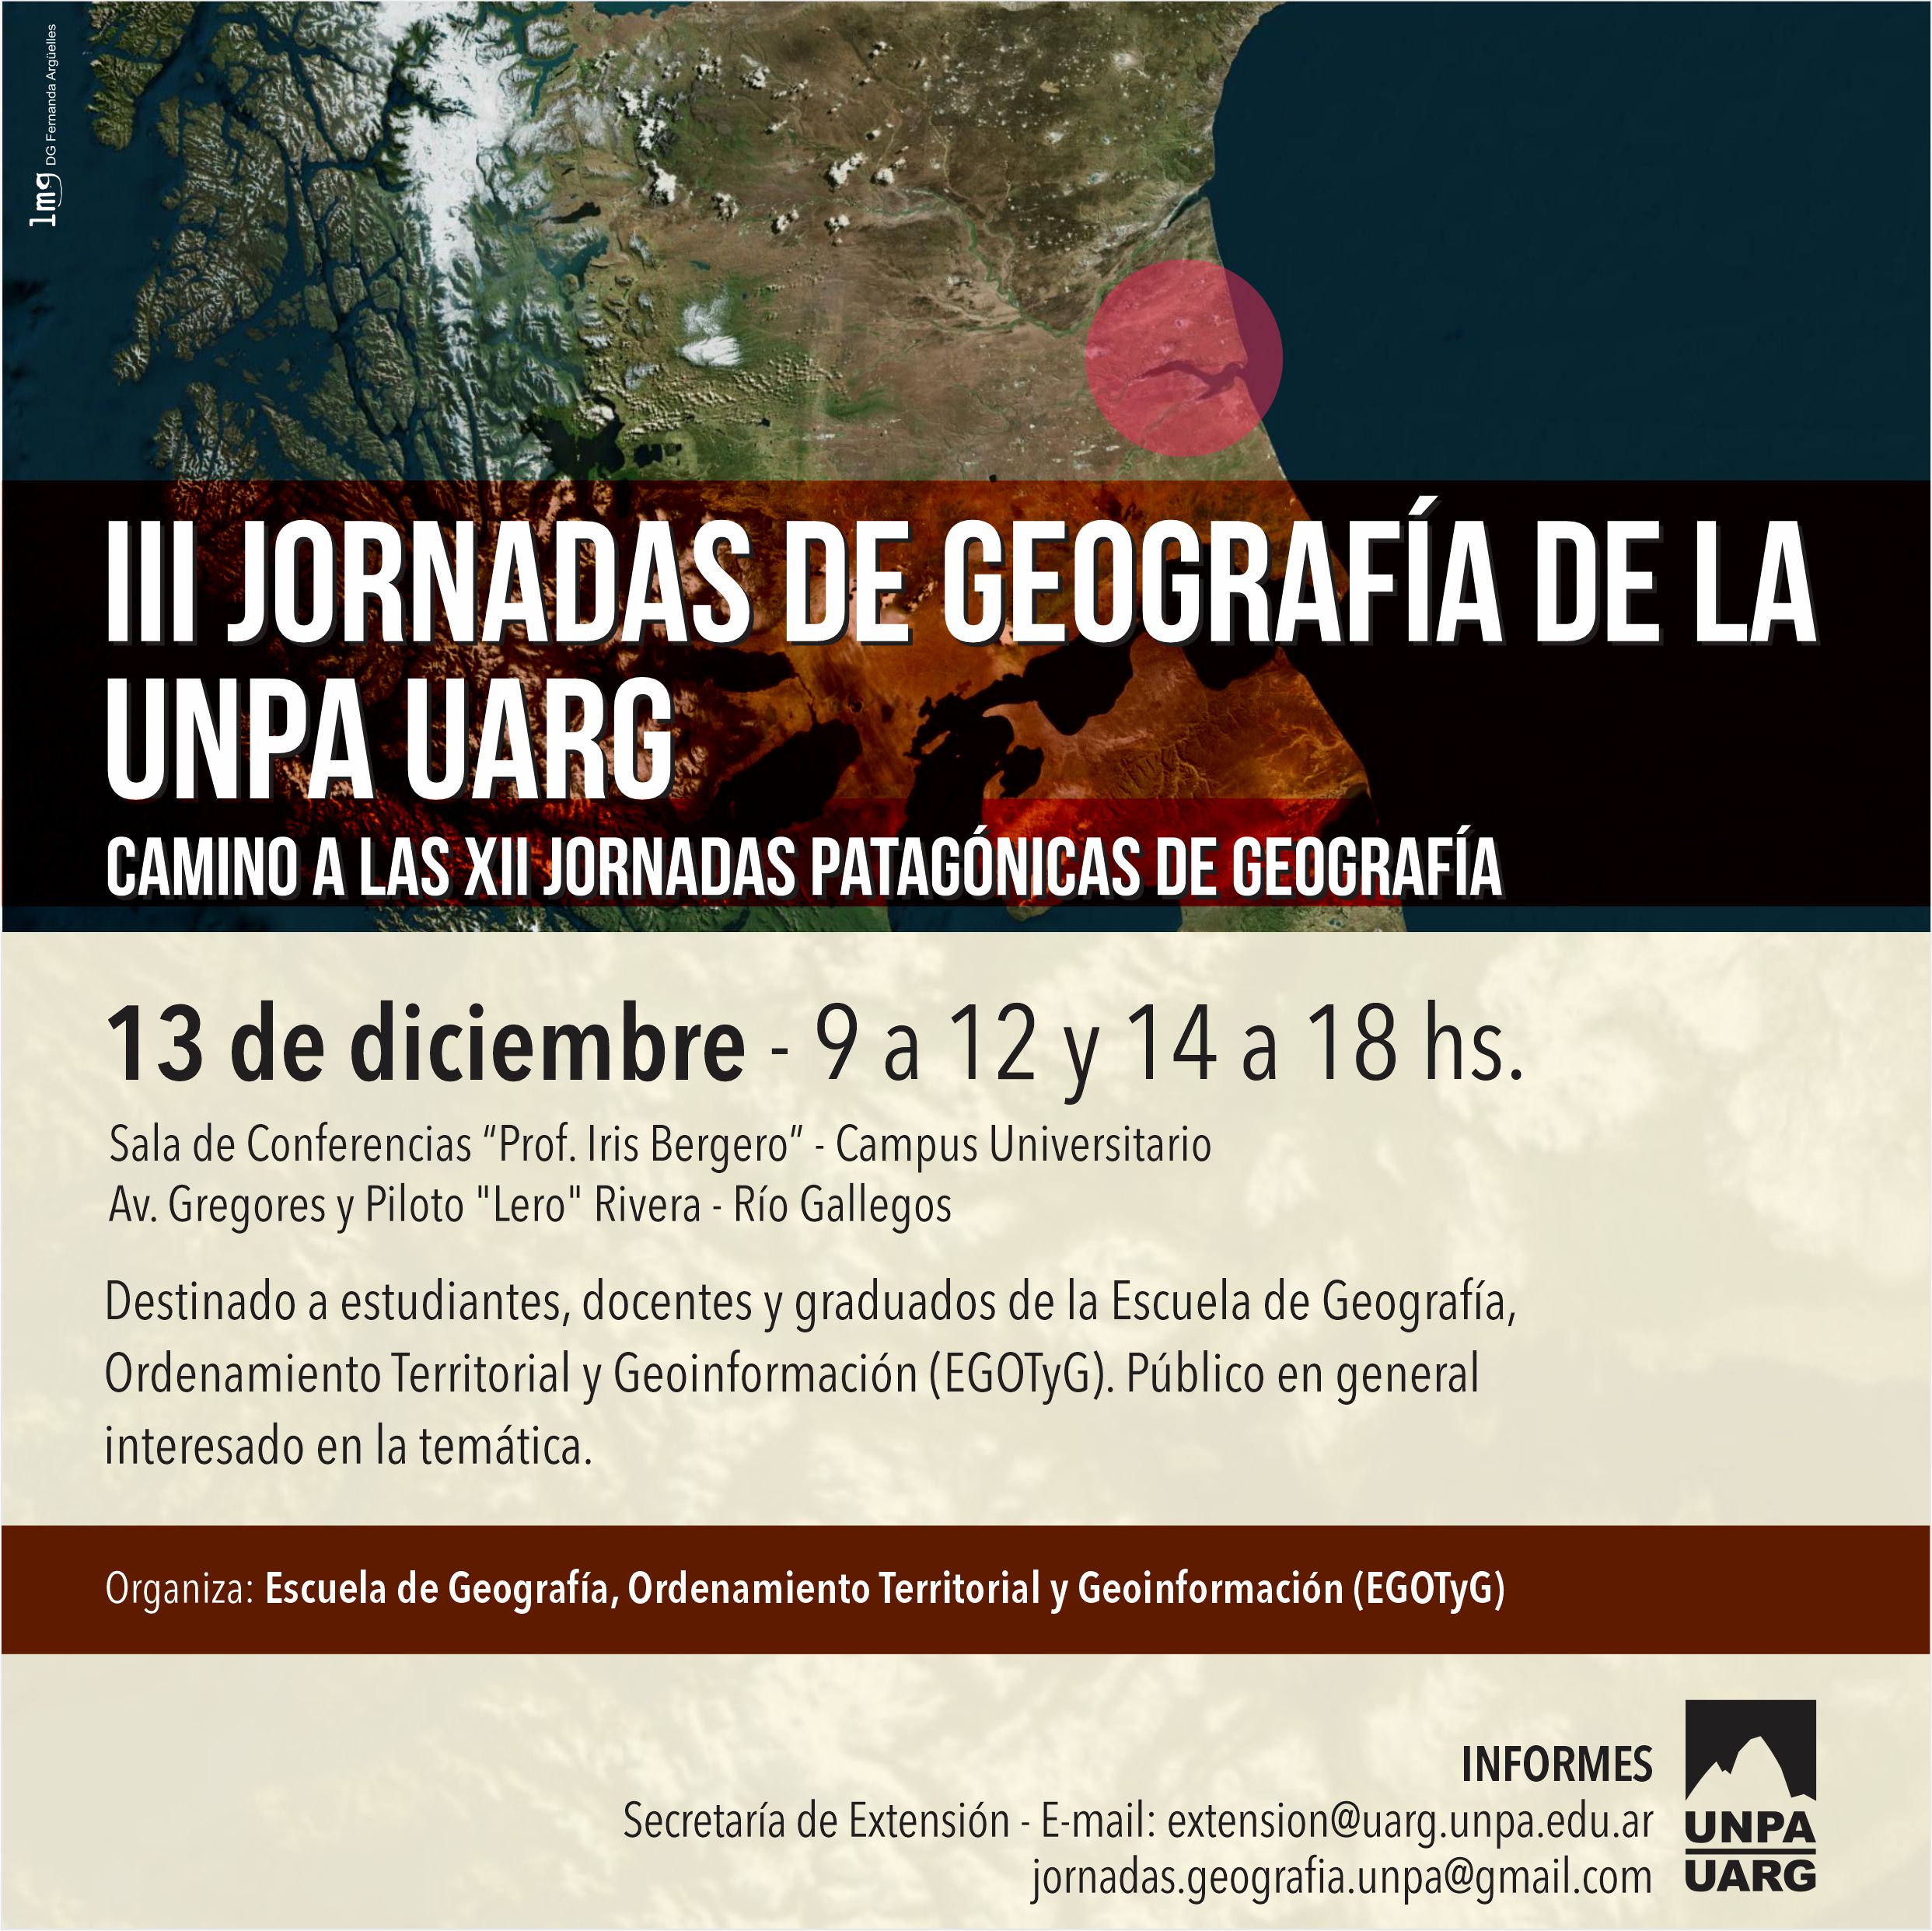 lmg DG Fernanda Argüelles
III JORNADAS DE GEOGRAFÍA DE LA
UNPA UARG
CAMINO A LAS XII JORNADAS PATAGÓNICAS DE GEOGRAFÍA
13 de diciembre - 9 a 12 y 14 a 18 hs.
Sala de Conferencias “Prof. Iris Bergero” - Campus Universitario
Av. Gregores y Piloto "Lero" Rivera - Río Gallegos
Destinado a estudiantes, docentes y graduados de la Escuela de Geografía,
Ordenamiento Territorial y Geoinformación (EGOTyG). Público en general
interesado en la temática.
Organiza: Escuela de Geografía, Ordenamiento Territorial y Geoinformación (EGOTyG)
INFORMES
Secretaría de Extensión - E-mail: extension@uarg.unpa.edu.ar
jornadas.geografia.unpa@gmail.com
UNPA
UARG